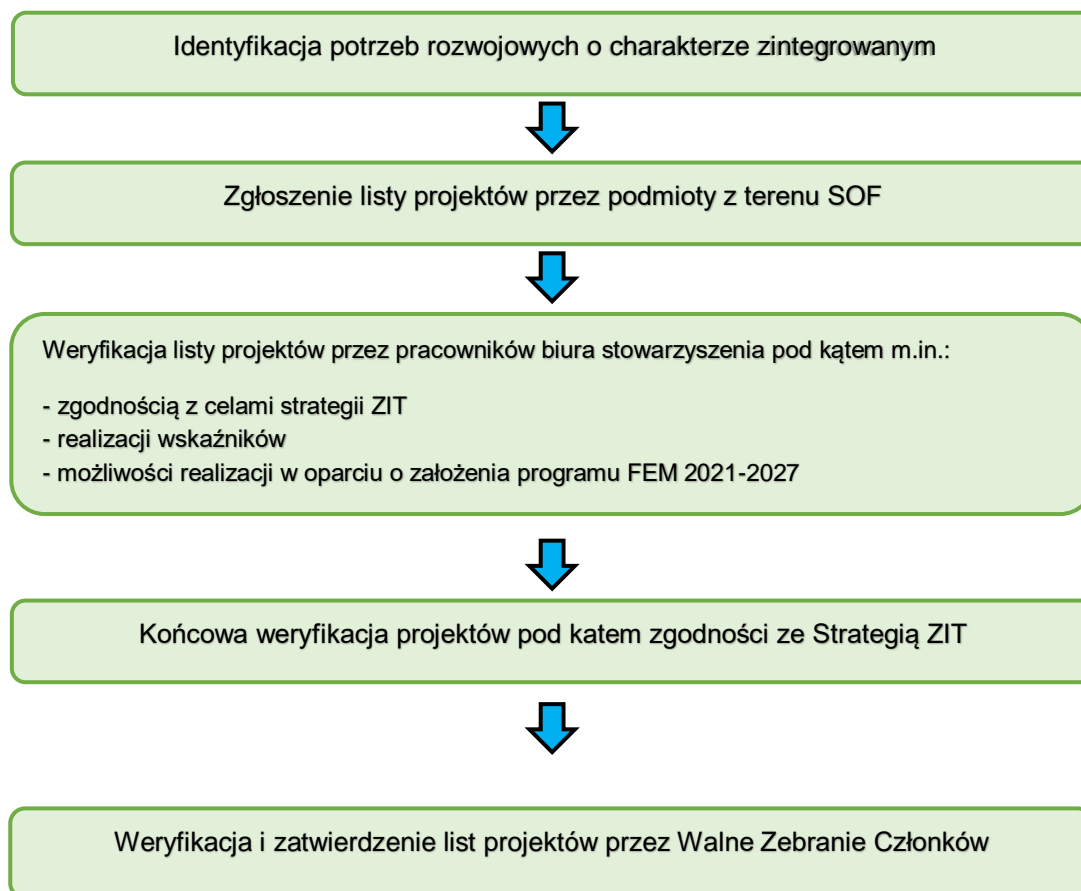 Identyfikacja potrzeb rozwojowych o charakterze zintegrowanym
Zgłoszenie listy projektów przez podmioty z terenu SOF
Weryfikacja listy projektów przez pracowników biura stowarzyszenia pod kątem m.in.:
- zgodnością z celami strategii ZIT
- realizacji wskaźników
- możliwości realizacji w oparciu o założenia programu FEM 2021-2027
Końcowa weryfikacja projektów pod katem zgodności ze Strategią ZIT
Weryfikacja i zatwierdzenie list projektów przez Walne Zebranie Członków